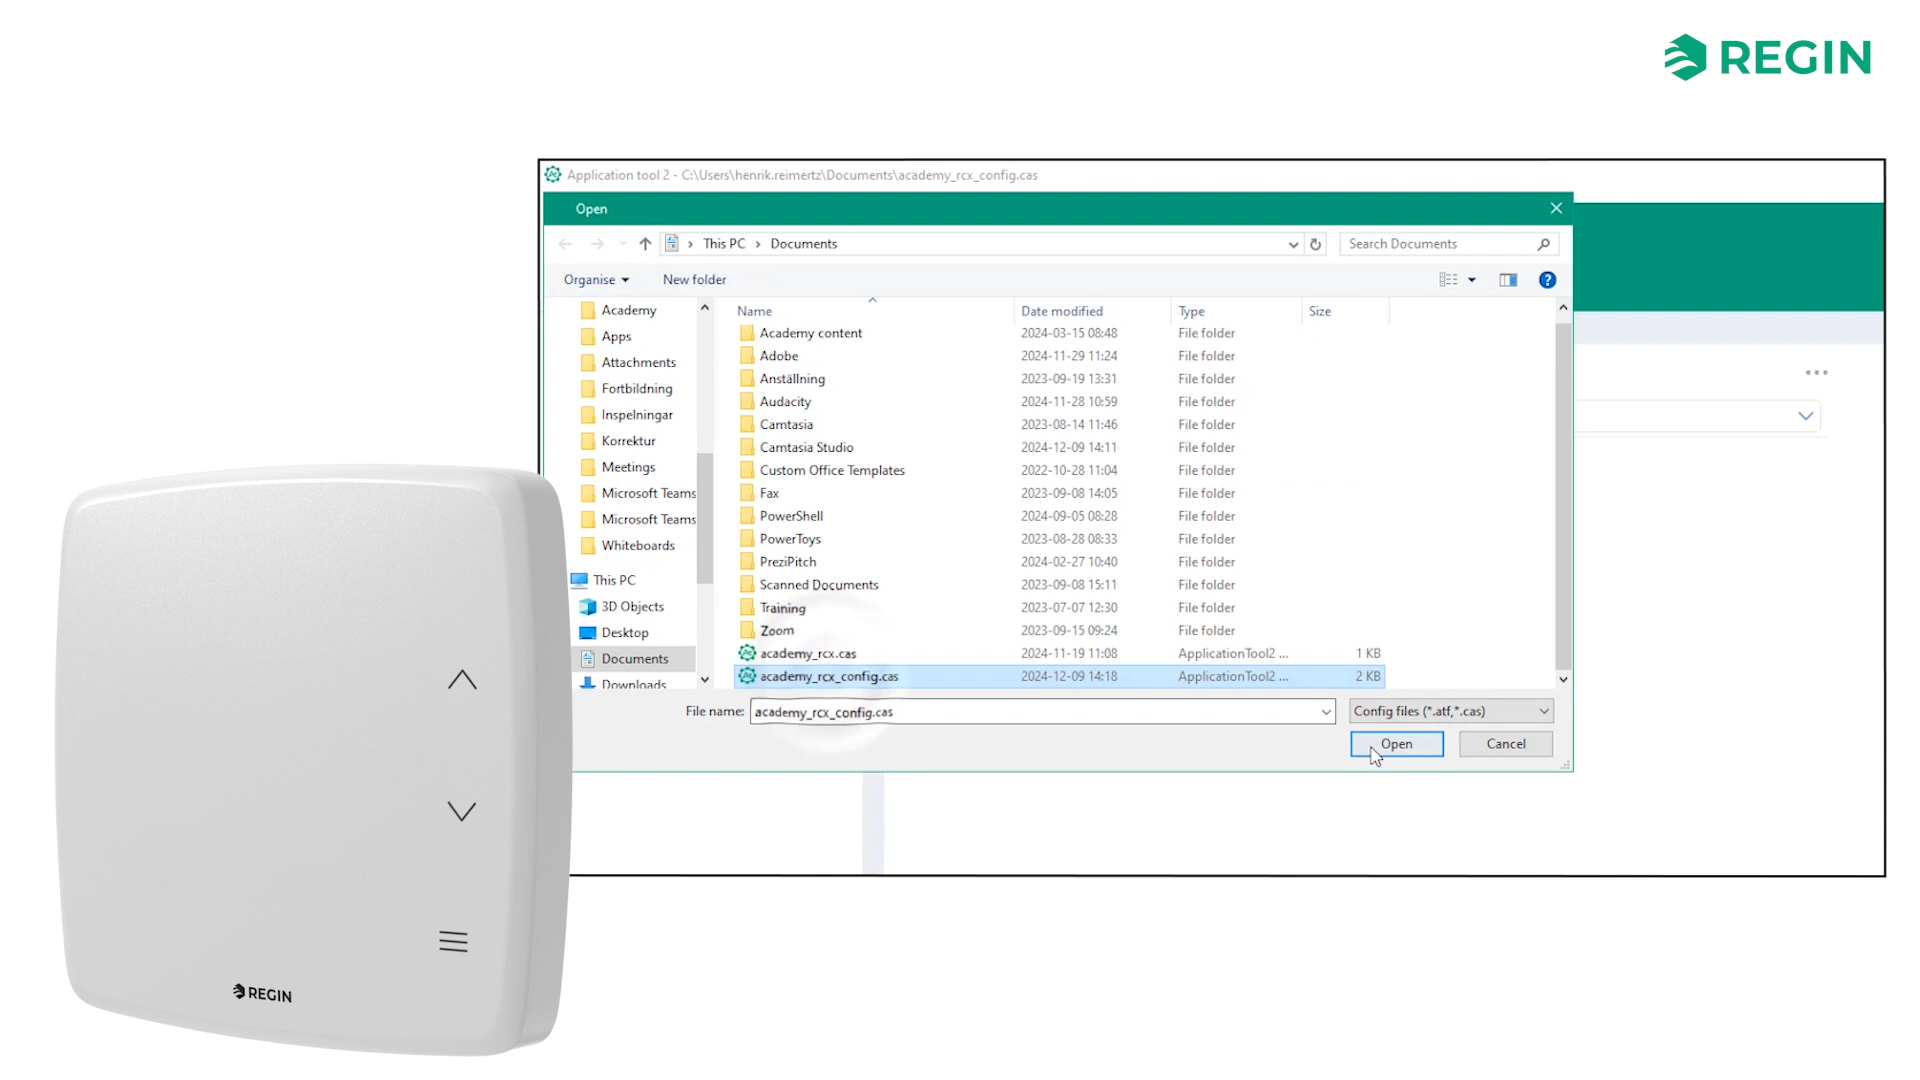 REGIN
Application tool 2 - C:\Users\henrik.reimertz\Documents\academy_rcx_config.cas
Open
This PC > Documents
Search Documents
Organise
New folder
Name Date modified Type Size
Academy
Apps
Attachments
Fortbildning
Inspelningar
Korrektur
Meetings
Microsoft Teams
Microsoft Teams
Whiteboards
This PC
3D Objects
Desktop
Documents
Downloads
Academy content 2024-03-15 08:48 File folder
Adobe 2024-11-29 11:24 File folder
Anställning 2023-09-19 13:31 File folder
Audacity 2024-11-28 10:59 File folder
Camtasia 2023-08-14 11:46 File folder
Camtasia Studio 2024-12-09 14:11 File folder
Custom Office Templates 2022-10-28 11:04 File folder
Fax 2023-09-08 14:05 File folder
PowerShell 2024-09-05 08:28 File folder
PowerToys 2023-08-28 08:33 File folder
PreziPitch 2024-02-27 10:40 File folder
Scanned Documents 2023-09-08 15:11 File folder
Training 2023-07-07 12:30 File folder
Zoom 2023-09-15 09:24 File folder
academy_rcx.cas 2024-11-19 11:08 ApplicationTool2 ... 1 KB
academy_rcx_config.cas 2024-12-09 14:18 ApplicationTool2 ... 2 KB
File name: academy_rcx_config.cas
Config files (*.atf,*.cas)
Open
Cancel
REGIN